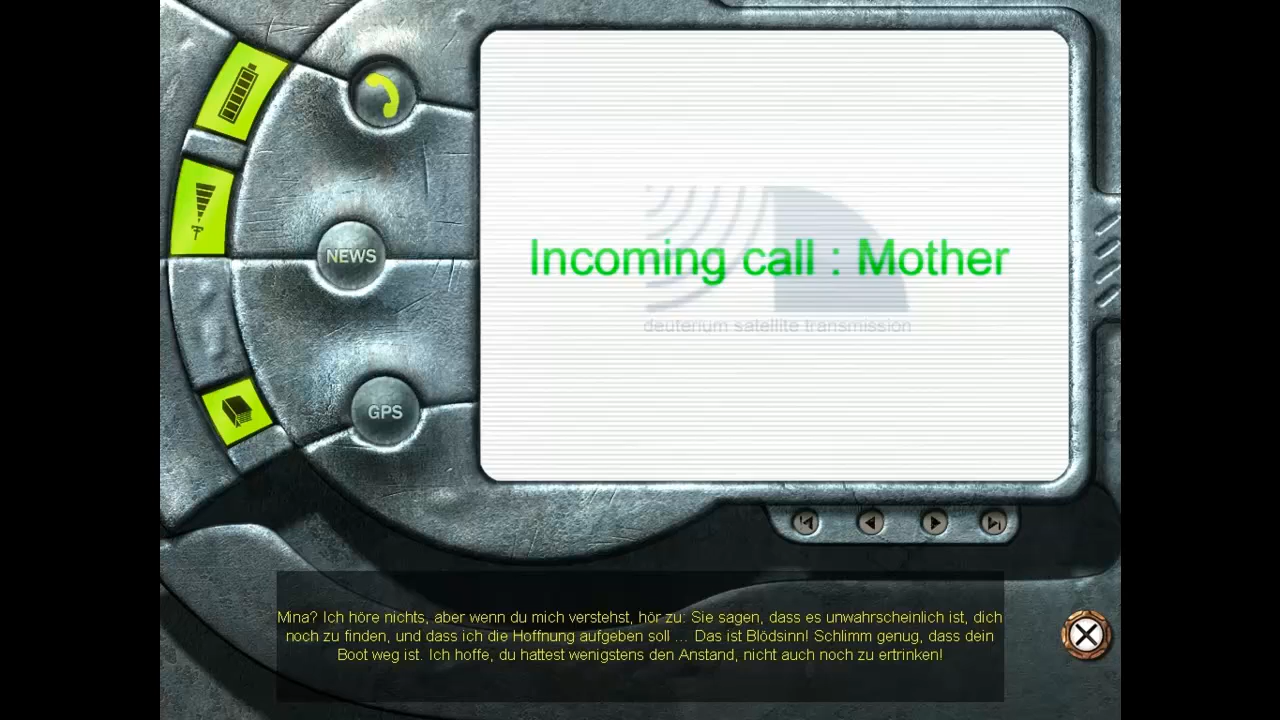 NEWS
GPS
Incoming call : Mother
deuterium satellite transmission
Mina? Ich höre nichts, aber wenn du mich verstehst, hör zu: Sie sagen, dass es unwahrscheinlich ist, dich
noch zu finden, und dass ich die Hoffnung aufgeben soll ... Das ist Blödsinn! Schlimm genug, dass dein
Boot weg ist. Ich hoffe, du hattest wenigstens den Anstand, nicht auch noch zu ertrinken!